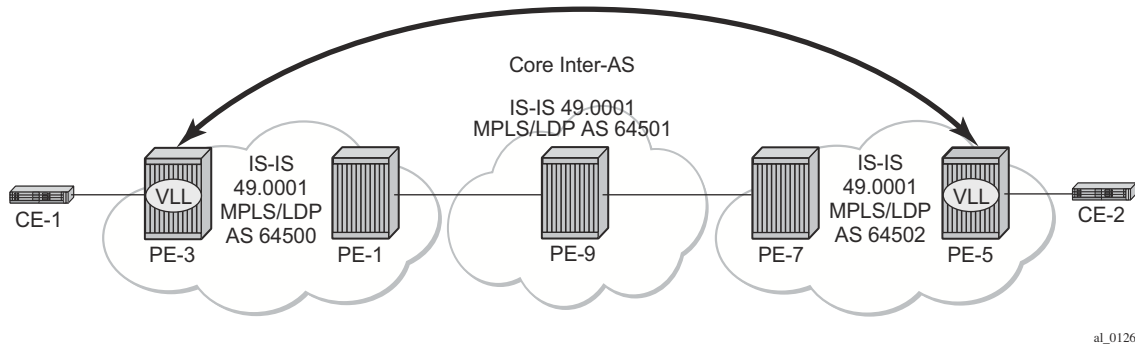 Core Inter-AS
IS-IS 49.0001
MPLS/LDP AS 64501
IS-IS
49.0001
MPLS/LDP
AS 64500
IS-IS
49.0001
MPLS/LDP
AS 64502
VLL
VLL
CE-1
PE-3
PE-1
PE-9
PE-7
PE-5
CE-2
al_0126